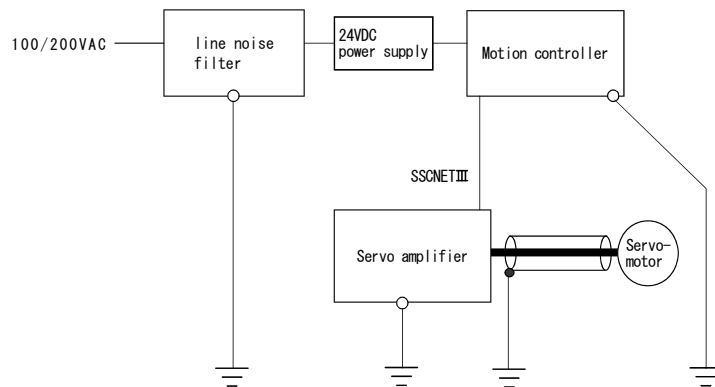 100/200VAC
line noise
filter
24VDC
power supply
Motion controller
SSCNETⅢ
Servo amplifier
Servo-
motor